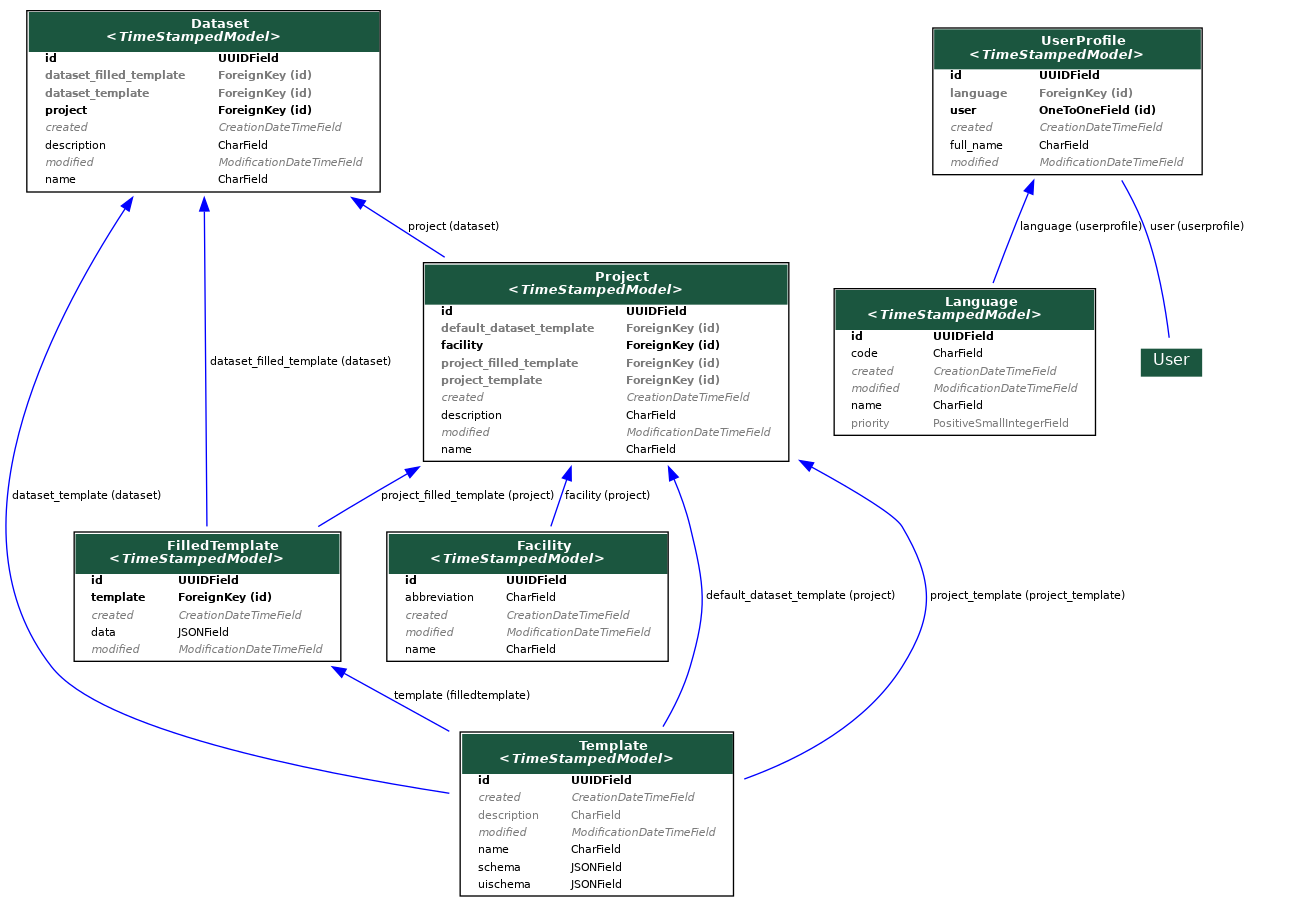 Dataset
<TimeStampedModel>
id UUIDField
dataset_filled_template ForeignKey (id)
dataset_template ForeignKey (id)
project ForeignKey (id)
created CreationDateTimeField
description CharField
modified ModificationDateTimeField
name CharField
UserProfile
<TimeStampedModel>
id UUIDField
language ForeignKey (id)
user OneToOneField (id)
created CreationDateTimeField
full_name CharField
modified ModificationDateTimeField
project (dataset)
language (userprofile)
user (userprofile)
Project
<TimeStampedModel>
id UUIDField
default_dataset_template ForeignKey (id)
facility ForeignKey (id)
project_filled_template ForeignKey (id)
project_template ForeignKey (id)
created CreationDateTimeField
description CharField
modified ModificationDateTimeField
name CharField
Language
<TimeStampedModel>
id UUIDField
code CharField
created CreationDateTimeField
modified ModificationDateTimeField
name CharField
priority PositiveSmallIntegerField
User
dataset_filled_template (dataset)
dataset_template (dataset)
project_filled_template (project)
facility (project)
FilledTemplate
<TimeStampedModel>
id UUIDField
template ForeignKey (id)
created CreationDateTimeField
data JSONField
modified ModificationDateTimeField
Facility
<TimeStampedModel>
id UUIDField
abbreviation CharField
created CreationDateTimeField
modified ModificationDateTimeField
name CharField
default_dataset_template (project)
project_template (project_template)
template (filledtemplate)
Template
<TimeStampedModel>
id UUIDField
created CreationDateTimeField
description CharField
modified ModificationDateTimeField
name CharField
schema JSONField
uischema JSONField